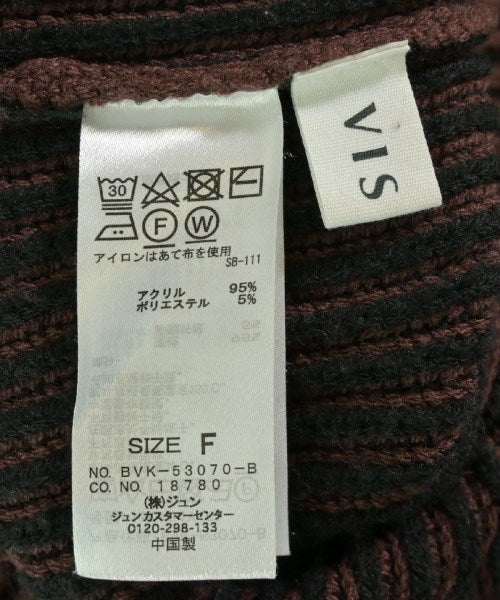 VIS
30
F W
アイロンはあて布を使用
SB-111
アクリル 95%
ポリエステル 5%
SIZE F
NO. BVK-53070-B
CO. NO. 18780
(株)ジュン
ジュンカスタマーセンター
0120-298-133
中国製